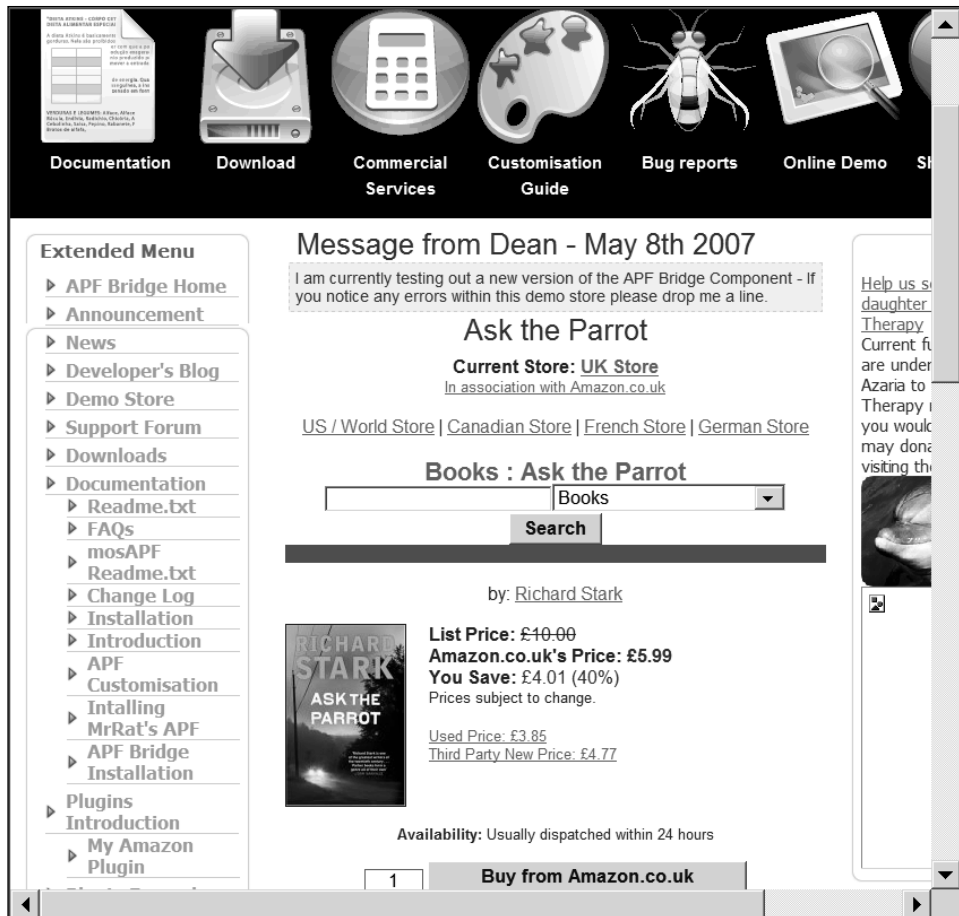 Documentation
Download
Commercial
Services
Customisation
Guide
Bug reports
Online Demo
Extended Menu
APF Bridge Home
Announcement
News
Developer's Blog
Demo Store
Support Forum
Downloads
Documentation
Readme.txt
FAQs
mosAPF
Readme.txt
Change Log
Installation
Introduction
APF
Customisation
Intalling
MrRat's APF
APF Bridge
Installation
Plugins
Introduction
My Amazon
Plugin
Message from Dean - May 8th 2007
I am currently testing out a new version of the APF Bridge Component - If
you notice any errors within this demo store please drop me a line.
Ask the Parrot
Current Store: UK Store
In association with Amazon.co.uk
US / World Store | Canadian Store | French Store | German Store
Books : Ask the Parrot
Books
Search
by: Richard Stark
RICHARD
STARK
ASK THE
PARROT
List Price: £10.00
Amazon.co.uk's Price: £5.99
You Save: £4.01 (40%)
Prices subject to change.
Used Price: £3.85
Third Party New Price: £4.77
Availability: Usually dispatched within 24 hours
1
Buy from Amazon.co.uk
Help us
daughter
Therapy
Current
are under
Azaria to
Therapy
you
may
visiting